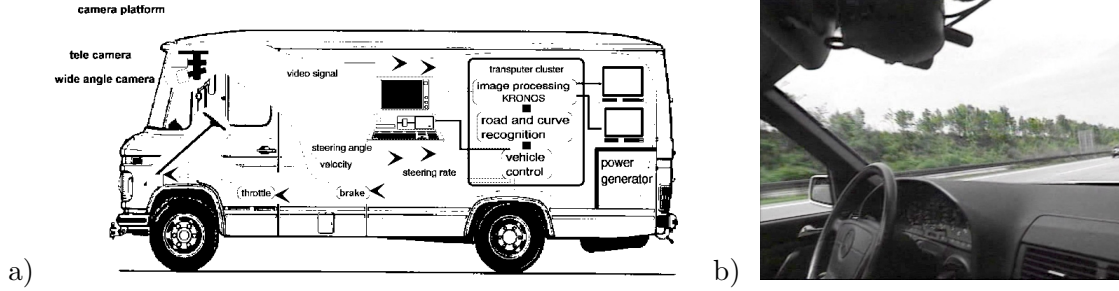 camera platform
tele camera
wide angle camera
video signal
transputer cluster
image processing
KRONOS
road and curve
recognition
steering angle
velocity
steering rate
vehicle
control
power
generator
throttle
brake
a)
b)